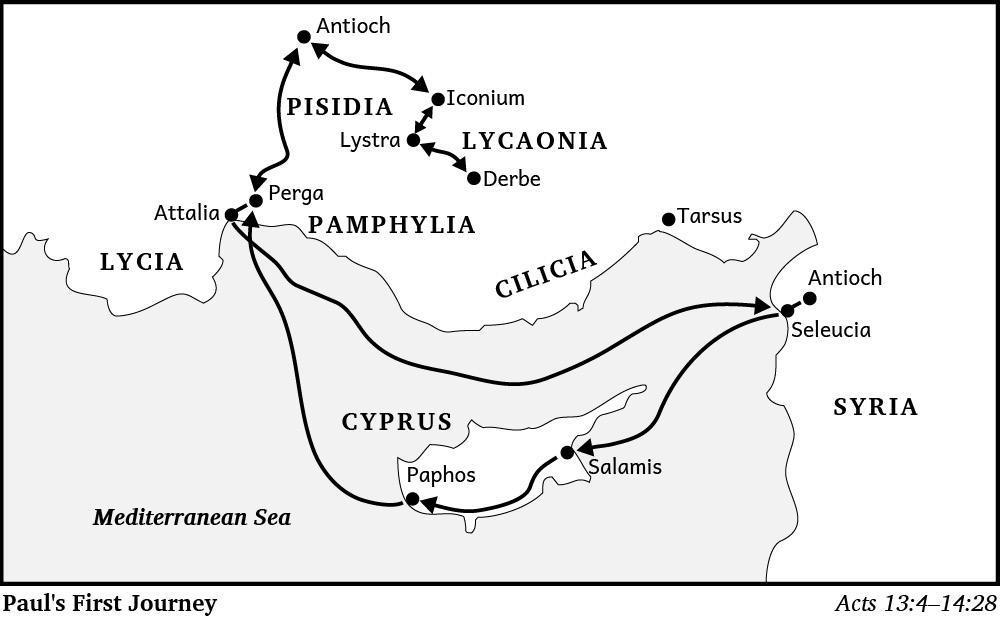 Antioch
PISIDIA
Iconium
Lystra
LYCAONIA
Derbe
Perga
Attalia
PAMPHYLIA
Tarsus
LYCIA
CILICIA
Antioch
Seleucia
CYPRUS
SYRIA
Salamis
Paphos
Mediterranean Sea
Paul's First Journey
Acts 13:4–14:28